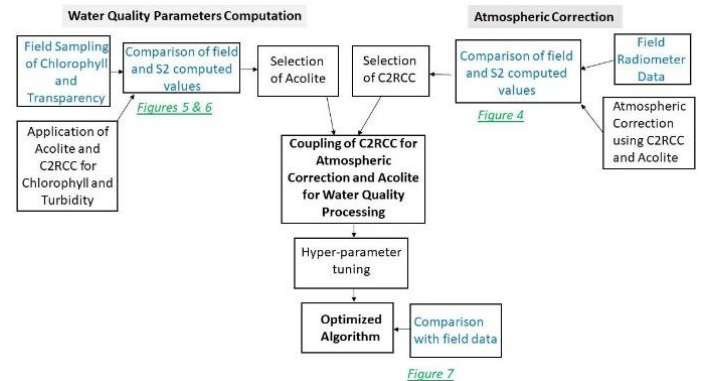 Water Quality Parameters Computation
Atmospheric Correction
Field Sampling
of Chlorophyll
and
Transparency
Comparison of field
and S2 computed
values
Selection
of Acolite
Selection
of C2RCC
Comparison of field
and S2 computed
values
Field
Radiometer
Data
Figures 5 & 6
Figure 4
Application of
Acolite and
C2RCC for
Chlorophyll and
Turbidity
Atmospheric
Correction
using C2RCC
and Acolite
Coupling of C2RCC for
Atmospheric
Correction and Acolite
for Water Quality
Processing
Hyper-parameter
tuning
Optimized
Algorithm
Comparison
with field data
Figure 7